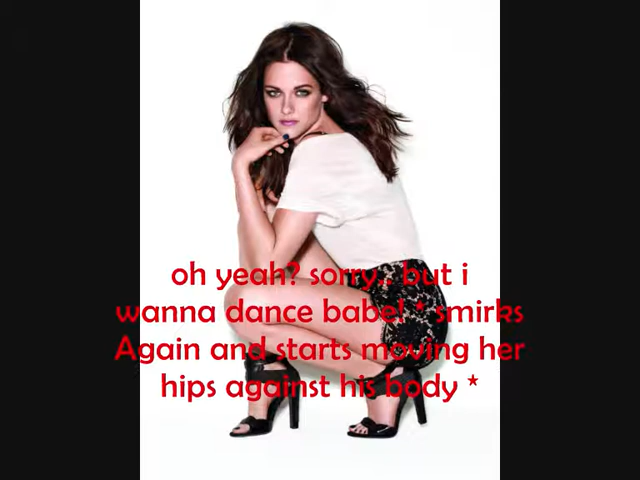 oh yeah? sorry.. but i
wanna dance babe! * smirks
Again and starts moving her
hips against his body *